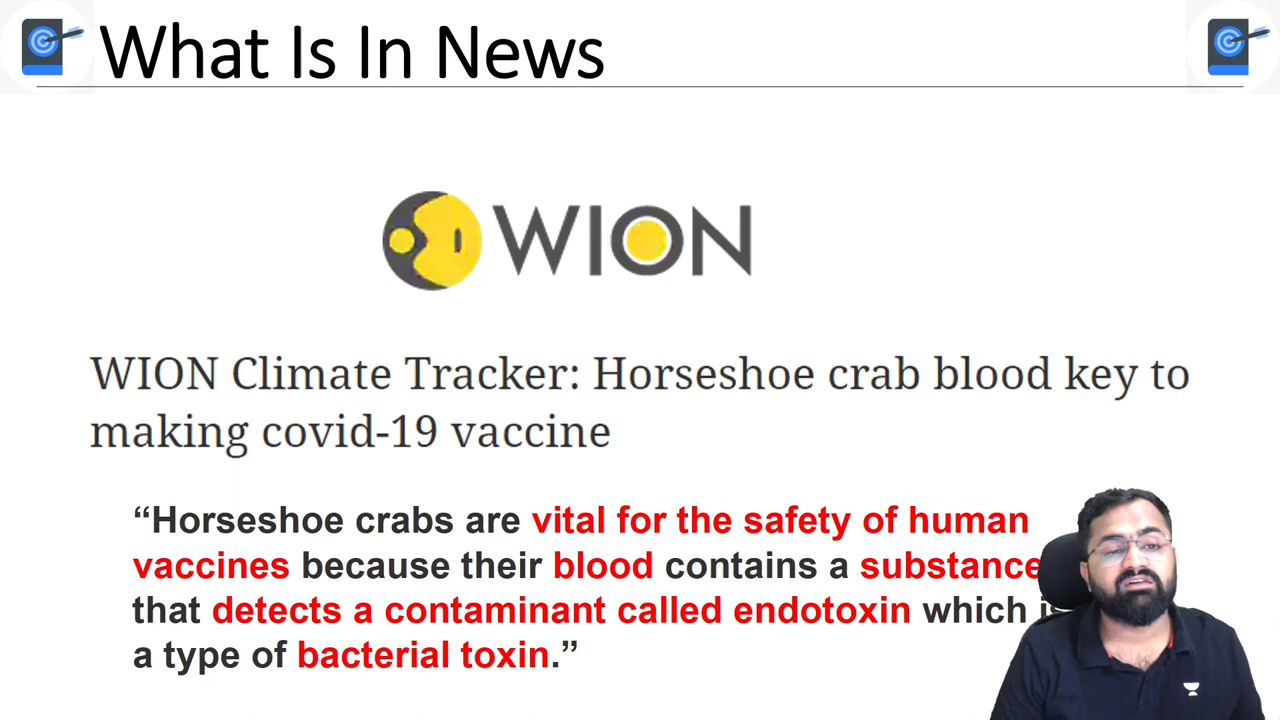 What Is In News
WION
WION Climate Tracker: Horseshoe crab blood key to
making covid-19 vaccine
“Horseshoe crabs are vital for the safety of human
vaccines because their blood contains a substance
that detects a contaminant called endotoxin which is
a type of bacterial toxin.”